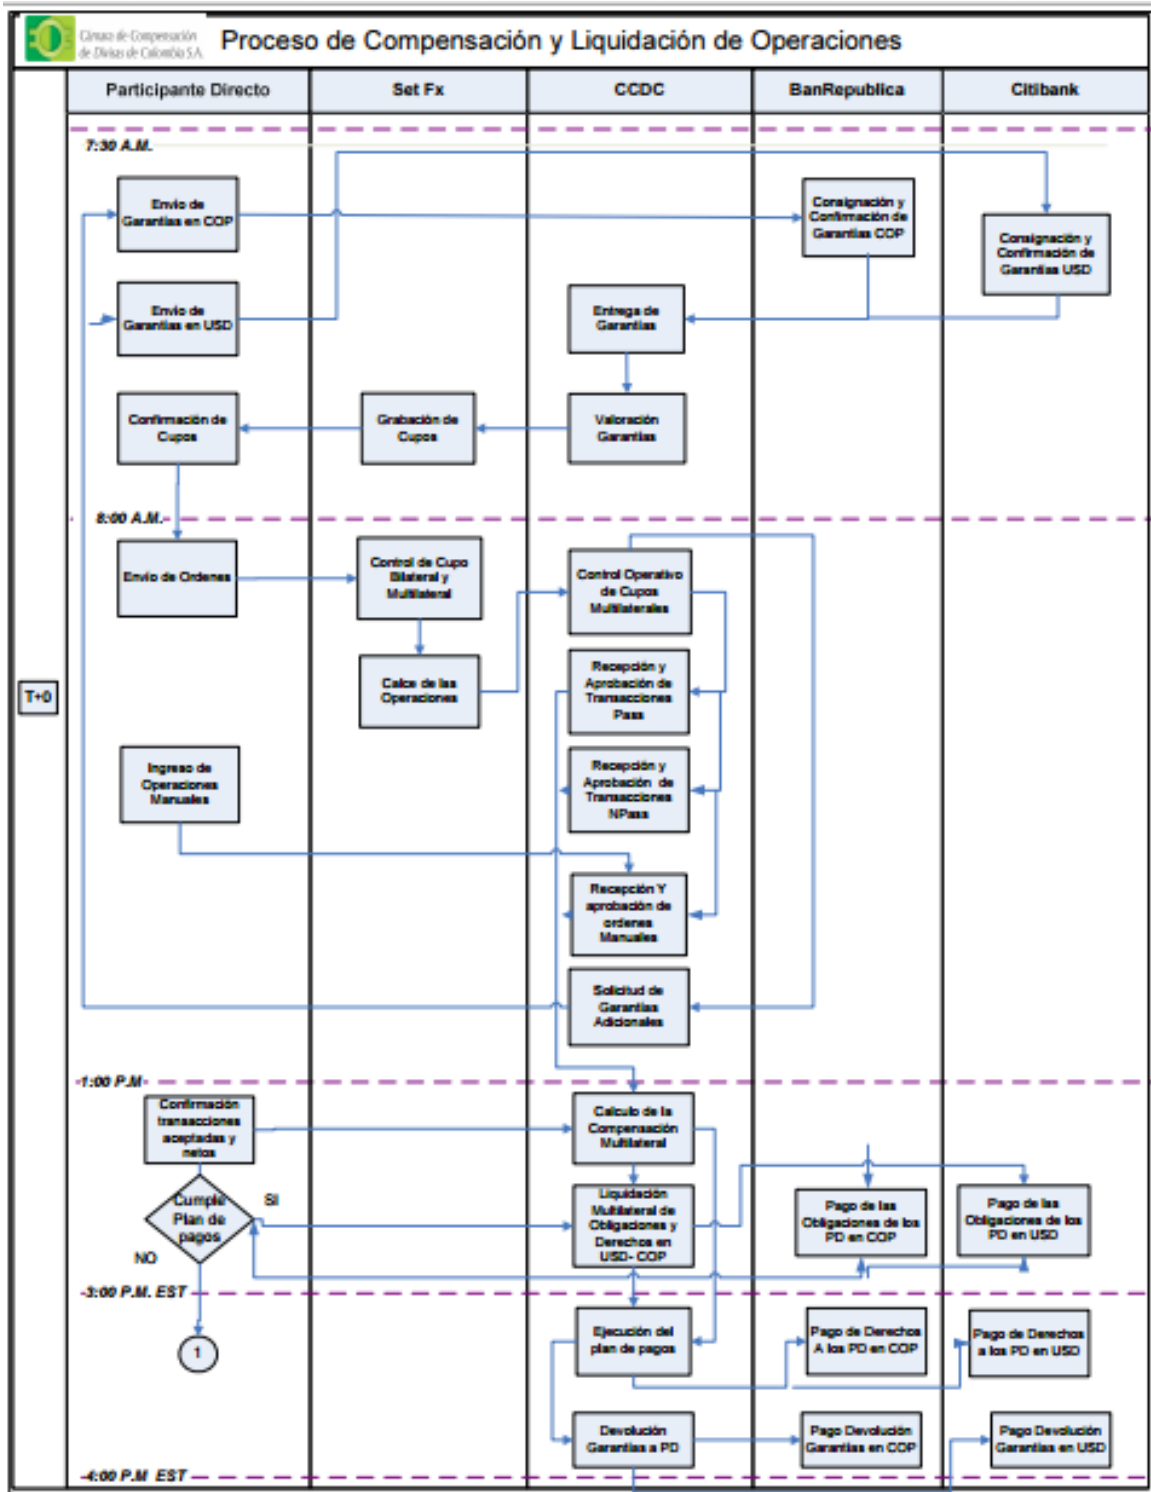 Cámara de Compensación
de Divisas de Colombia S.A.
Proceso de Compensación y Liquidación de Operaciones
Participante Directo
Set Fx
CCDC
BanRepublica
Citibank
T+0
7:30 A.M.
Envío de
Garantías en COP
Consignación y
Confirmación de
Garantías COP
Consignación y
Confirmación de
Garantías USD
Envío de
Garantías en USD
Entrega de
Garantías
Confirmación de
Cupos
Grabación de
Cupos
Valoración
Garantías
8:00 A.M.
Envío de Ordenes
Control de Cupo
Bilateral y
Multilateral
Control Operativo
de Cupos
Multilaterales
Calce de las
Operaciones
Recepción y
Aprobación de
Transacciones
Pass
Ingreso de
Operaciones
Manuales
Recepción y
Aprobación de
Transacciones
NPass
Recepción Y
aprobación de
ordenes
Manuales
Solicitud de
Garantías
Adicionales
1:00 P.M
Confirmación
transacciones
aceptadas y
netos
Calculo de la
Compensación
Multilateral
Cumple
Plan de
pagos
SI
NO
Liquidación
Multilateral de
Obligaciones y
Derechos en
USD- COP
Pago de las
Obligaciones de los
PD en COP
Pago de las
Obligaciones de los
PD en USD
3:00 P.M. EST
1
Ejecución del
plan de pagos
Pago de Derechos
A los PD en COP
Pago de Derechos
a los PD en USD
Devolución
Garantías a PD
Pago Devolución
Garantías en COP
Pago Devolución
Garantías en USD
4:00 P.M EST